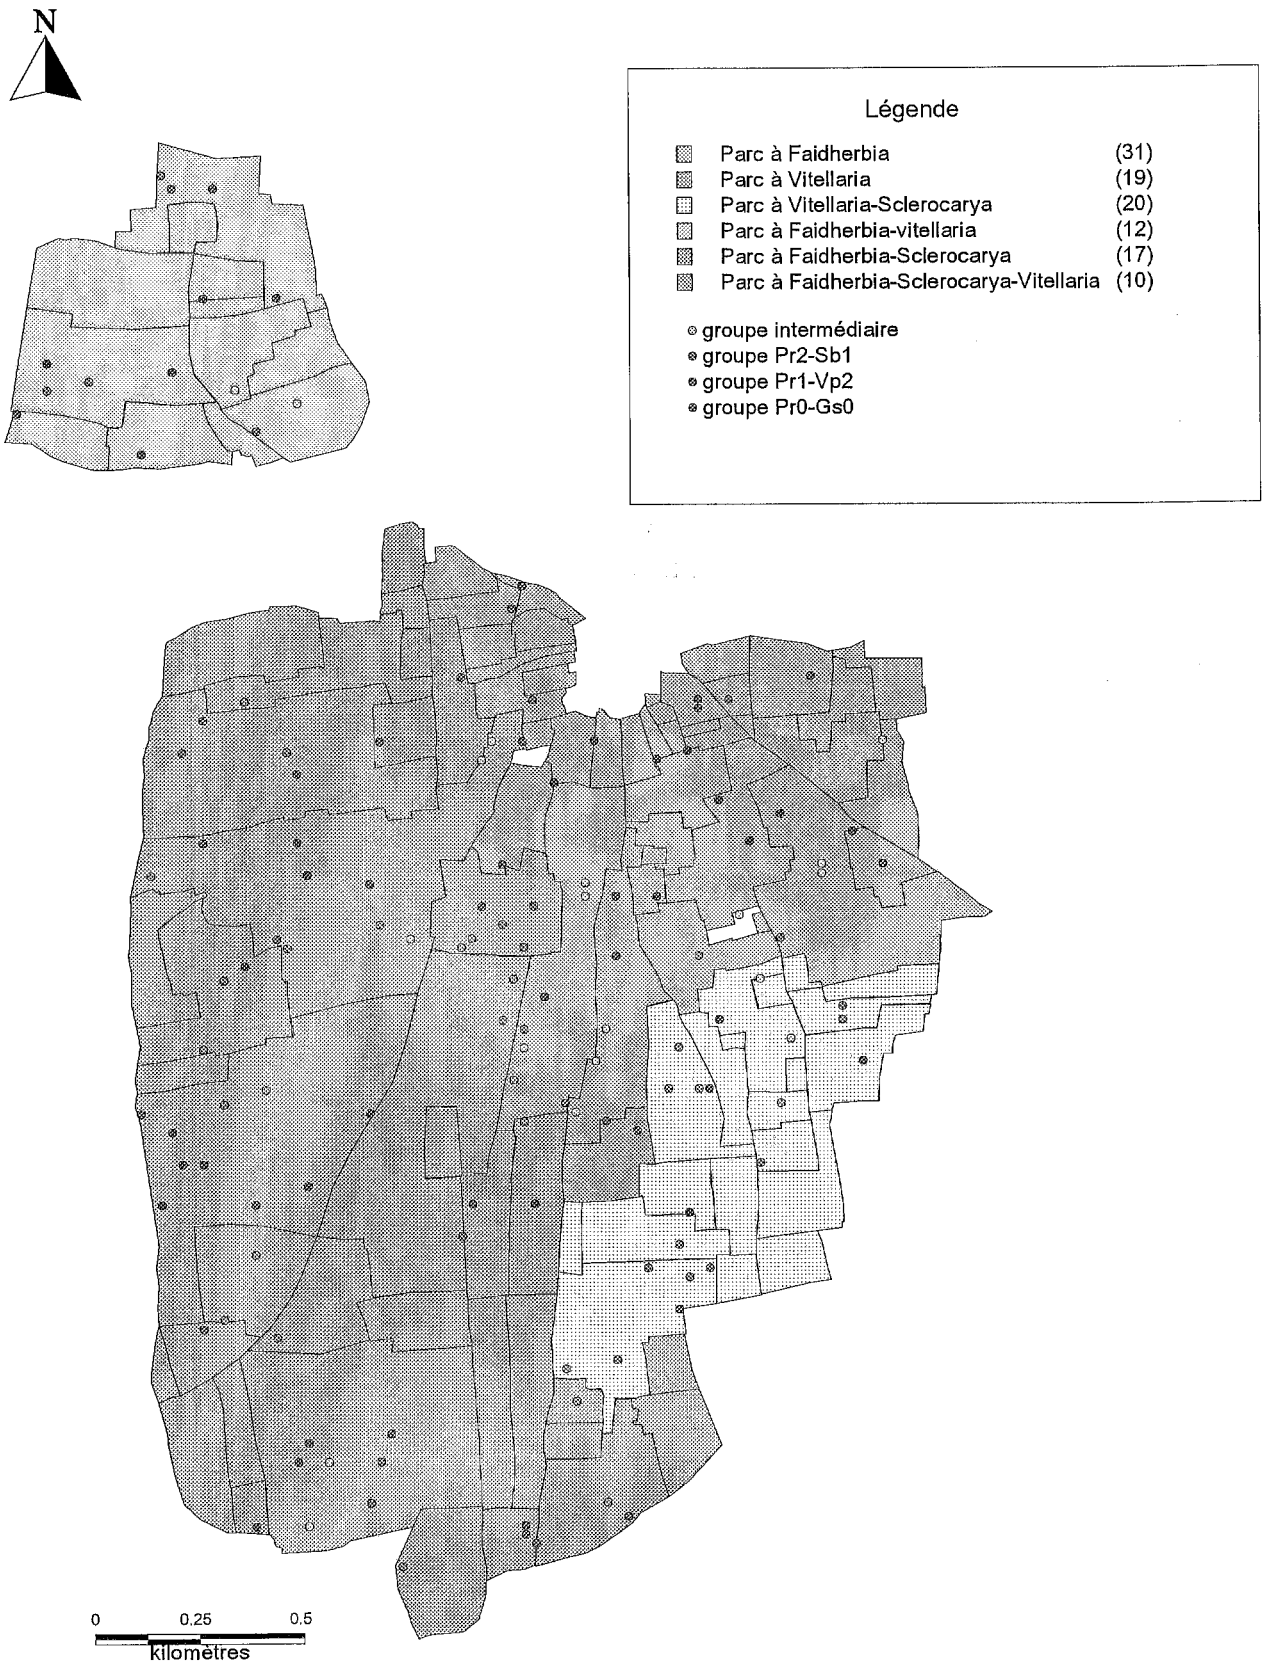 N
Légende
Parc à Faidherbia (31)
Parc à Vitellaria (19)
Parc à Vitellaria-Sclerocarya (20)
Parc à Faidherbia-vitellaria (12)
Parc à Faidherbia-Sclerocarya (17)
Parc à Faidherbia-Sclerocarya-Vitellaria (10)
groupe intermédiaire
groupe Pr2-Sb1
groupe Pr1-Vp2
groupe Pr0-Gs0
0 0.25 0.5
kilomètres